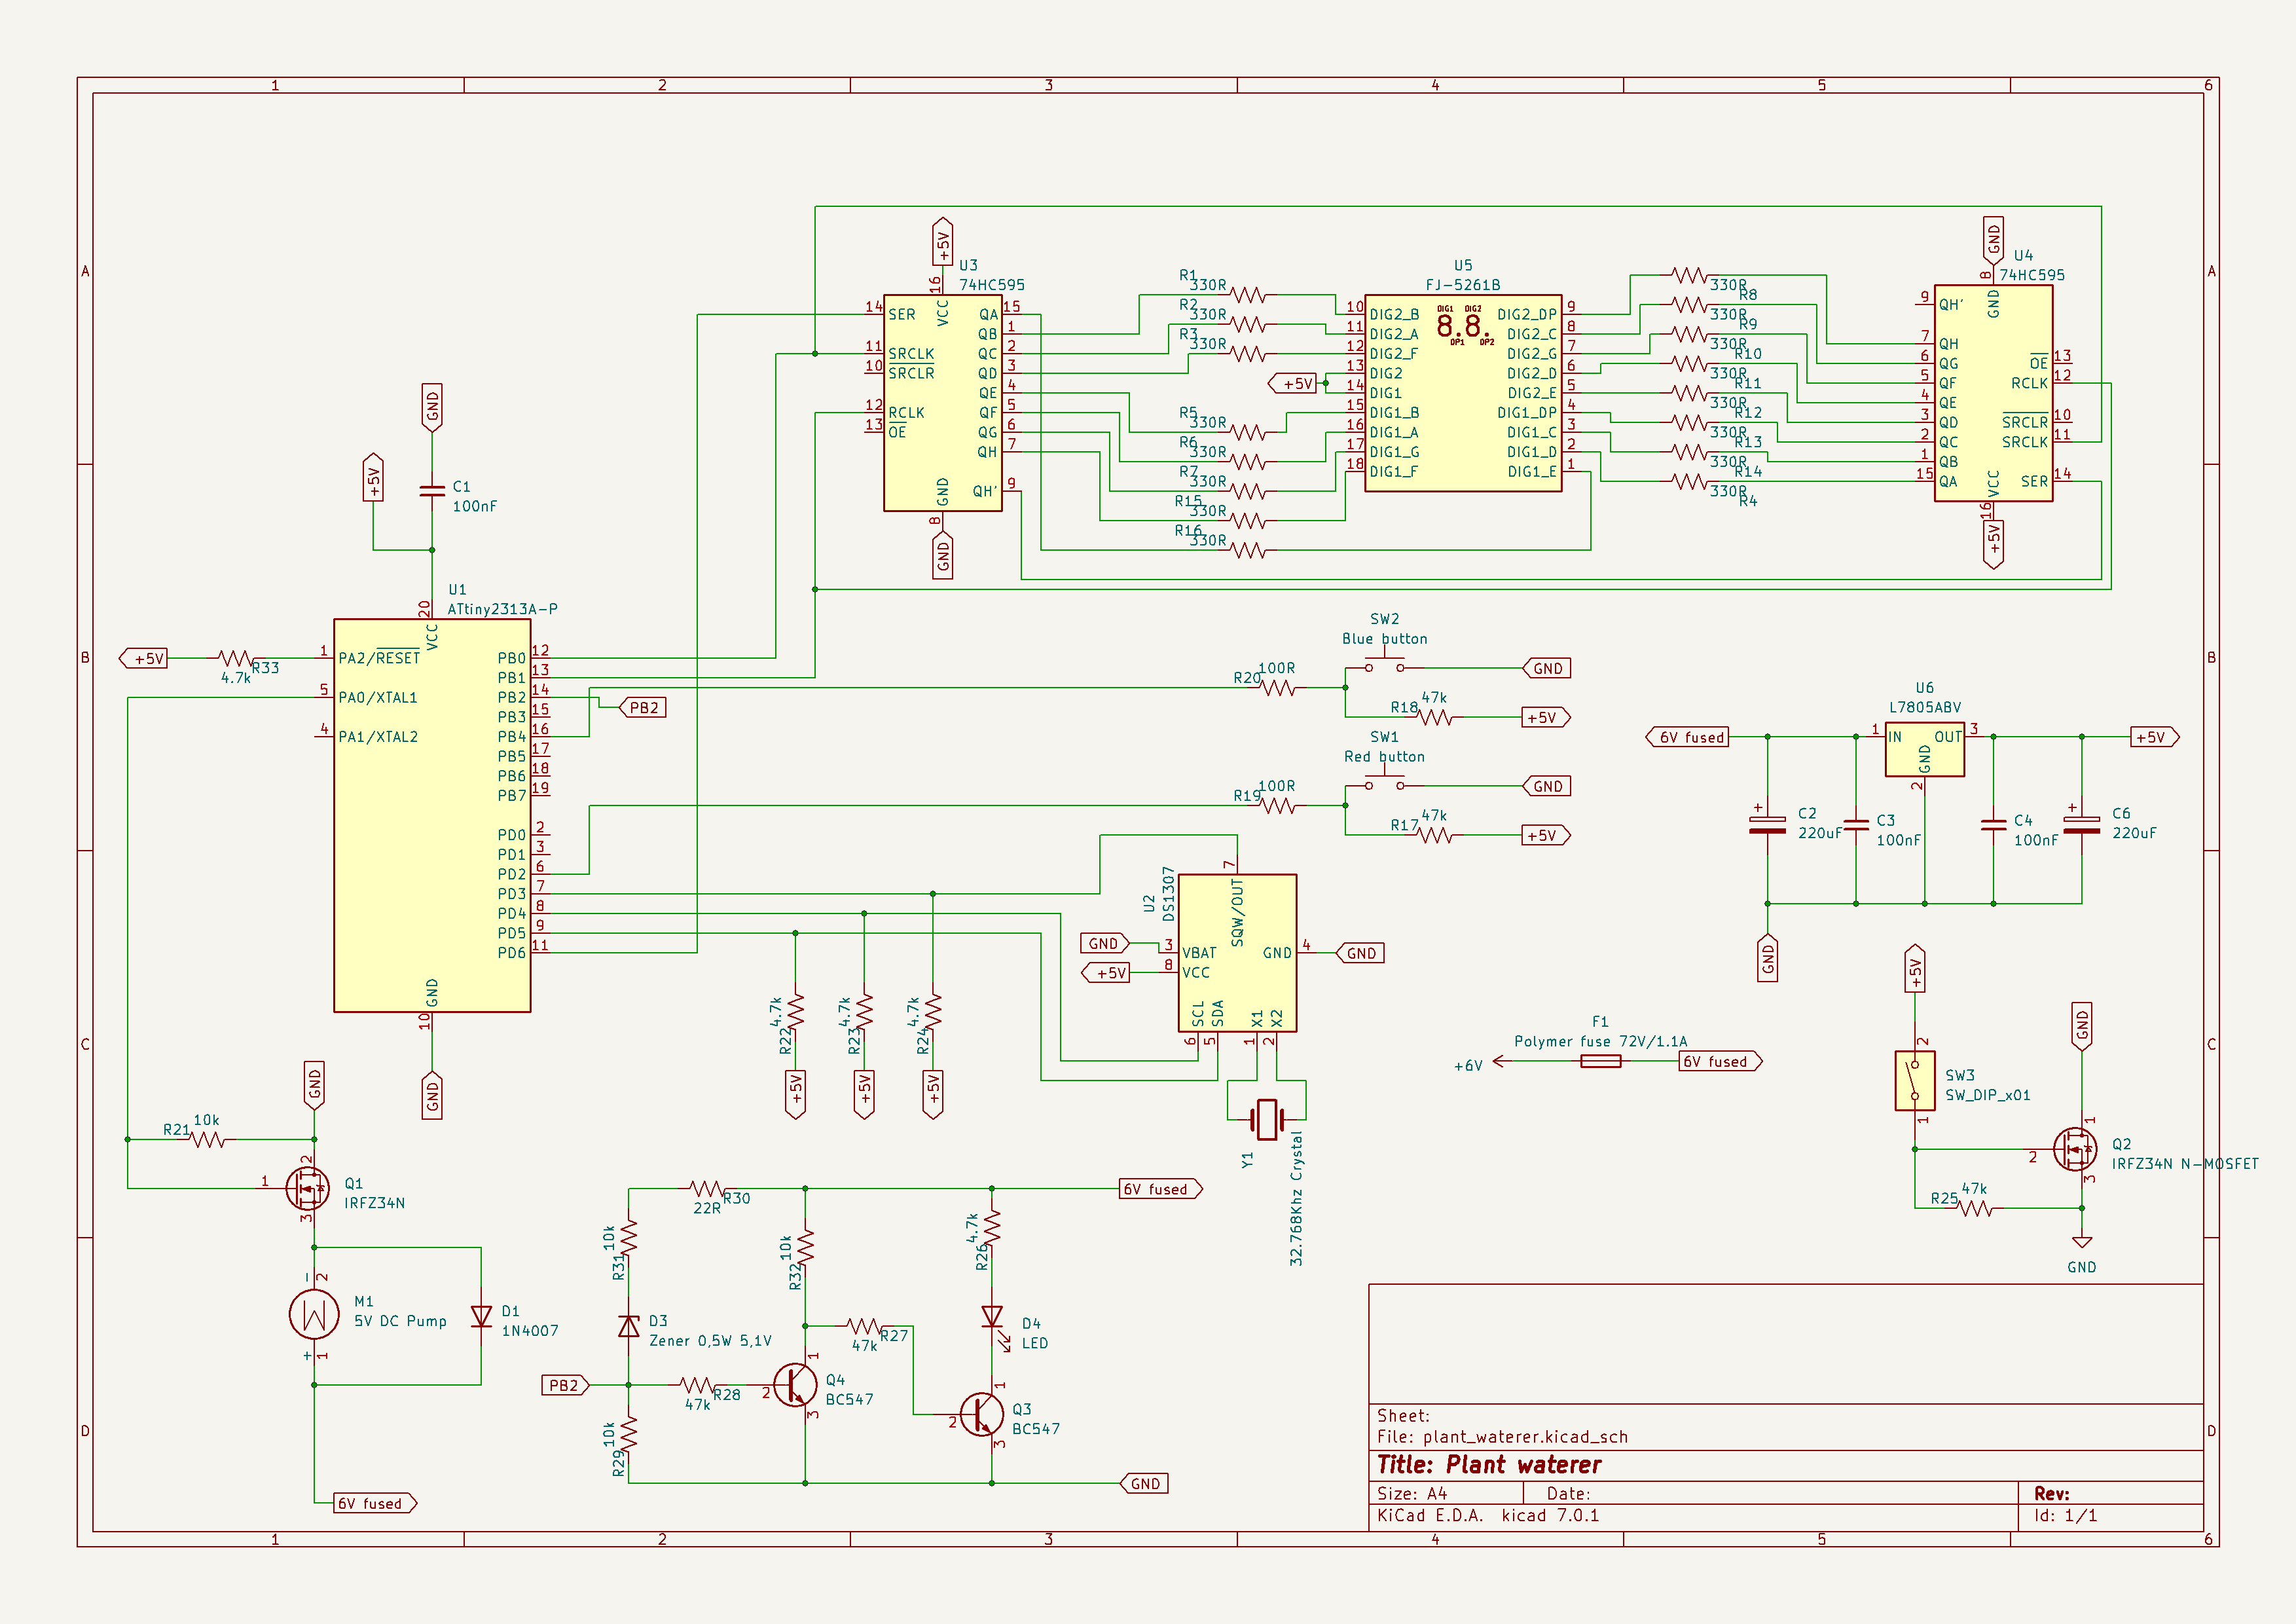 1 2 3 4 5 6
A
B
C
D
A
B
C
D
1 2 3 4 5 6
+5V
U3
74HC595
14 SER
11 SRCLK
10 SRCLR
12 RCLK
13 OE
16 VCC
GND 8
QA 15
QB 1
QC 2
QD 3
QE 4
QF 5
QG 6
QH 7
QH' 9
GND
R1
330R
R2
330R
R3
330R
+5V
R5
330R
R6
330R
R7
330R
R15
330R
R16
330R
U5
FJ-5261B
DIG1 DIG2
8.8.
DP1 DP2
10 DIG2_B
11 DIG2_A
12 DIG2_F
13 DIG2
14 DIG1
15 DIG1_B
16 DIG1_A
17 DIG1_G
18 DIG1_F
DIG2_DP 9
DIG2_C 8
DIG2_G 7
DIG2_D 6
DIG2_E 5
DIG1_DP 4
DIG1_C 3
DIG1_D 2
DIG1_E 1
330R
R8
330R
R9
330R
R10
330R
R11
330R
R12
330R
R13
330R
R14
330R
R4
GND
U4
74HC595
8 GND
9 QH'
7 QH
6 QG
5 QF
4 QE
3 QD
2 QC
1 QB
15 QA
OE 13
RCLK 12
SRCLR 10
SRCLK 11
SER 14
VCC 16
+5V
GND
+5V
C1
100nF
U1
ATtiny2313A-P
20 VCC
+5V
R33
4.7k
1 PA2/RESET
5 PA0/XTAL1
4 PA1/XTAL2
PB0 12
PB1 13
PB2 14
PB3 15
PB4 16
PB5 17
PB6 18
PB7 19
PD0 2
PD1 3
PD2 6
PD3 7
PD4 8
PD5 9
PD6 11
GND 10
GND
PB2
SW2
Blue button
R20 100R
GND
R18 47k
+5V
SW1
Red button
R19 100R
GND
R17 47k
+5V
U2
DS1307
7 SQW/OUT
GND
3 VBAT
+5V
8 VCC
GND 4
GND
SCL SDA X1 X2
6 5 1 2
Y1
32.768Khz Crystal
4.7k
R22
+5V
4.7k
R23
+5V
4.7k
R24
+5V
6V fused
U6
L7805ABV
1 IN
OUT 3
GND 2
+5V
+
C2
220uF
C3
100nF
C4
100nF
+
C6
220uF
GND
F1
Polymer fuse 72V/1.1A
+6V
6V fused
+5V
2
SW3
SW_DIP_x01
1
GND
1
2
3
Q2
IRFZ34N N-MOSFET
R25 47k
GND
GND
R21 10k
2
1
3
Q1
IRFZ34N
- 2
M1
5V DC Pump
+ 1
D1
1N4007
6V fused
R30
22R
6V fused
10k
R31
D3
Zener 0,5W 5,1V
10k
R32
4.7k
R26
D4
LED
R27
47k
PB2
R28
47k
1
2
3
Q4
BC547
10k
R29
1
2
3
Q3
BC547
GND
Sheet:
File: plant_waterer.kicad_sch
Title: Plant waterer
Size: A4 Date: Rev:
KiCad E.D.A. kicad 7.0.1 Id: 1/1